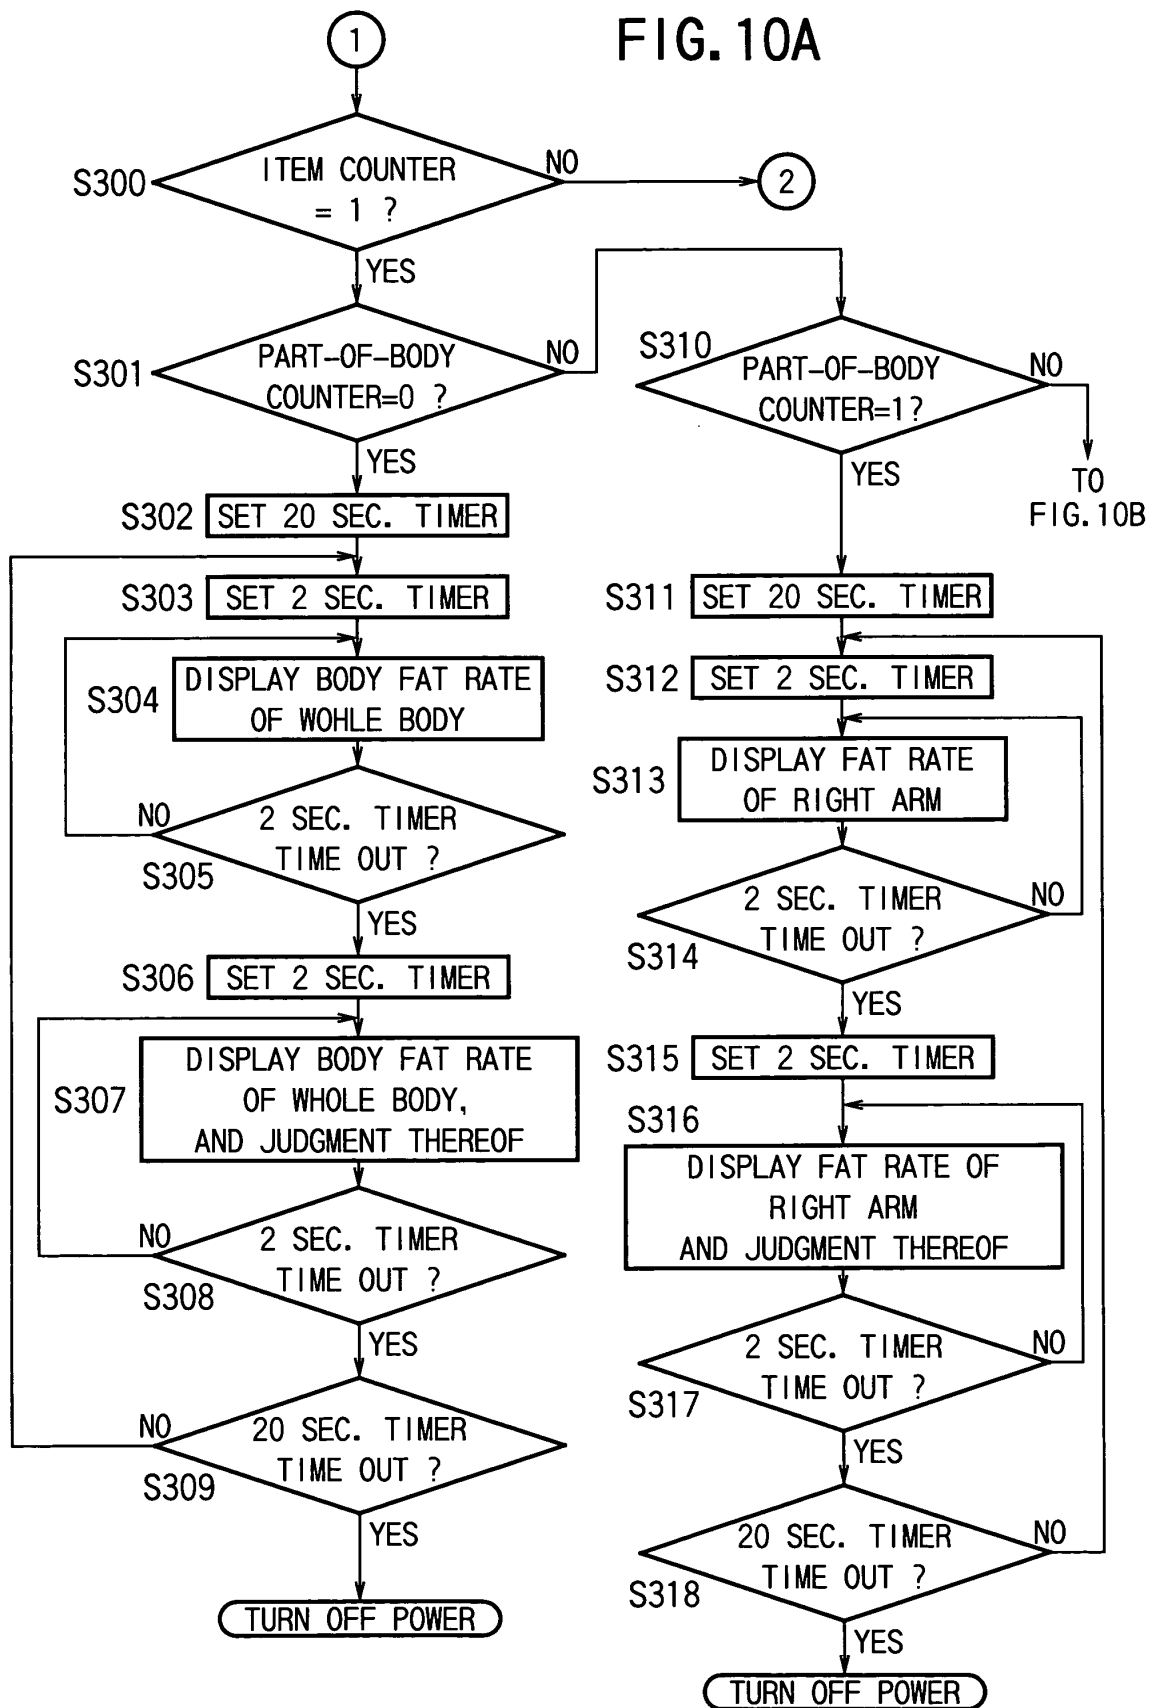 FIG.10A
1
S300
ITEM COUNTER
= 1 ?
NO
2
YES
S301
PART-OF-BODY
COUNTER=0 ?
NO
YES
S302
SET 20 SEC. TIMER
S303
SET 2 SEC. TIMER
S304
DISPLAY BODY FAT RATE
OF WOHLE BODY
NO
2 SEC. TIMER
TIME OUT ?
S305
YES
S306
SET 2 SEC. TIMER
S307
DISPLAY BODY FAT RATE
OF WHOLE BODY,
AND JUDGMENT THEREOF
NO
2 SEC. TIMER
TIME OUT ?
S308
YES
NO
20 SEC. TIMER
TIME OUT ?
S309
YES
TURN OFF POWER
S310
PART-OF-BODY
COUNTER=1?
NO
TO
FIG.10B
YES
S311
SET 20 SEC. TIMER
S312
SET 2 SEC. TIMER
S313
DISPLAY FAT RATE
OF RIGHT ARM
2 SEC. TIMER
TIME OUT ?
NO
S314
YES
S315
SET 2 SEC. TIMER
S316
DISPLAY FAT RATE OF
RIGHT ARM
AND JUDGMENT THEREOF
2 SEC. TIMER
TIME OUT ?
NO
S317
YES
20 SEC. TIMER
TIME OUT ?
NO
S318
YES
TURN OFF POWER